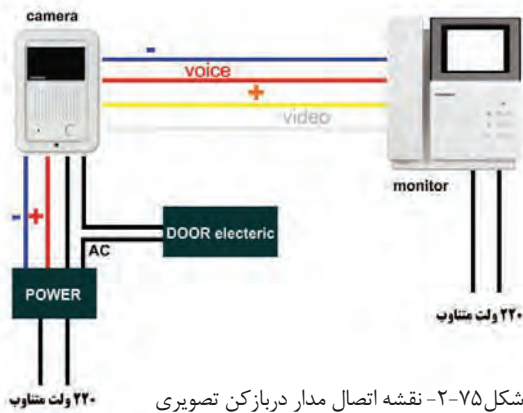 camera
-
voice
+
video
monitor
- +
AC
DOOR electeric
POWER
۲۲۰ ولت متناوب
۲۲۰ ولت متناوب
شکل۷۵-۲- نقشه اتصال مدار دربازکن تصویری